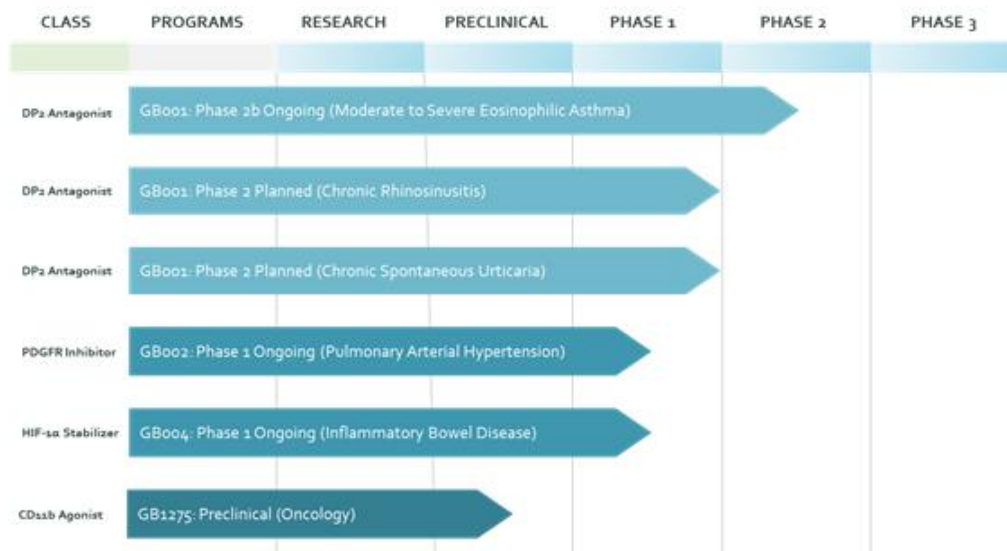 CLASS PROGRAMS RESEARCH PRECLINICAL PHASE 1 PHASE 2 PHASE 3
DP2 Antagonist GB001: Phase 2b Ongoing (Moderate to Severe Eosinophilic Asthma)
DP2 Antagonist GB001: Phase 2 Planned (Chronic Rhinosinusitis)
DP2 Antagonist GB001: Phase 2 Planned (Chronic Spontaneous Urticaria)
PDGFR Inhibitor GB002: Phase 1 Ongoing (Pulmonary Arterial Hypertension)
HIF-1α Stabilizer GB004: Phase 1 Ongoing (Inflammatory Bowel Disease)
CD11b Agonist GB1275: Preclinical (Oncology)